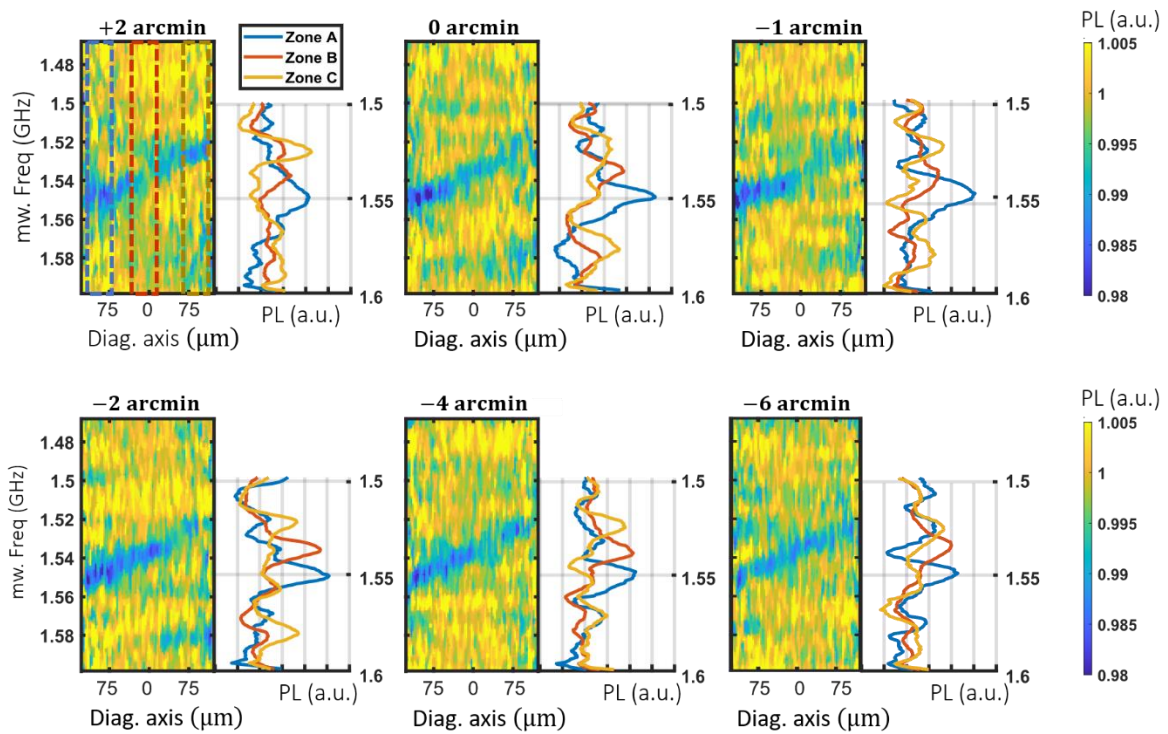 +2 arcmin
0 arcmin
−1 arcmin
PL (a.u.)
Zone A
Zone B
Zone C
mw. Freq (GHz)
1.48
1.5
1.52
1.54
1.56
1.58
1.5
1.55
1.6
1.5
1.55
1.6
1.5
1.55
1.6
1.005
1
0.995
0.99
0.985
0.98
75 0 75
PL (a.u.)
75 0 75
PL (a.u.)
75 0 75
PL (a.u.)
Diag. axis (μm)
Diag. axis (μm)
Diag. axis (μm)
−2 arcmin
−4 arcmin
−6 arcmin
PL (a.u.)
mw. Freq (GHz)
1.48
1.5
1.52
1.54
1.56
1.58
1.5
1.55
1.6
1.5
1.55
1.6
1.5
1.55
1.6
1.005
1
0.995
0.99
0.985
0.98
75 0 75
PL (a.u.)
75 0 75
PL (a.u.)
75 0 75
PL (a.u.)
Diag. axis (μm)
Diag. axis (μm)
Diag. axis (μm)